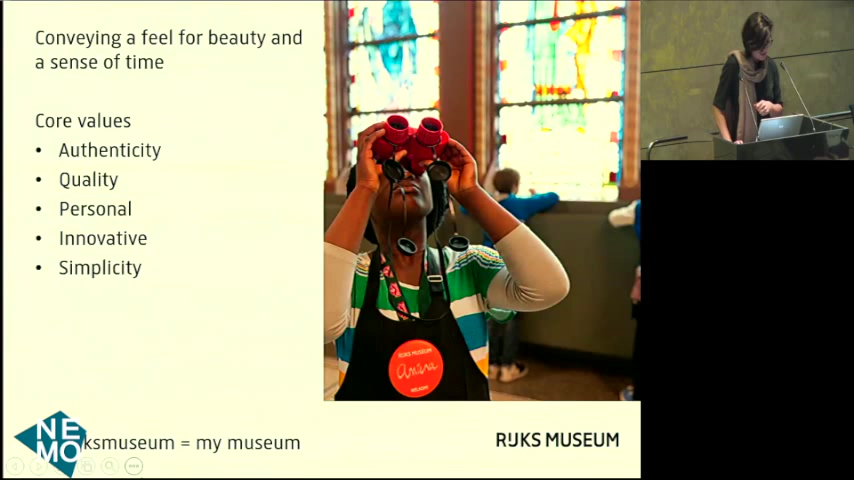 Conveying a feel for beauty and
a sense of time
Core values
• Authenticity
• Quality
• Personal
• Innovative
• Simplicity
RIJKS MUSEUM
NE
MO
ksmuseum = my museum
RIJKS MUSEUM